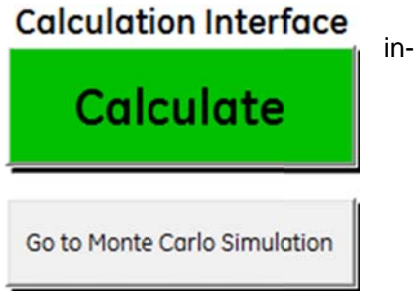 Calculation Interface
in-
Calculate
Go to Monte Carlo Simulation